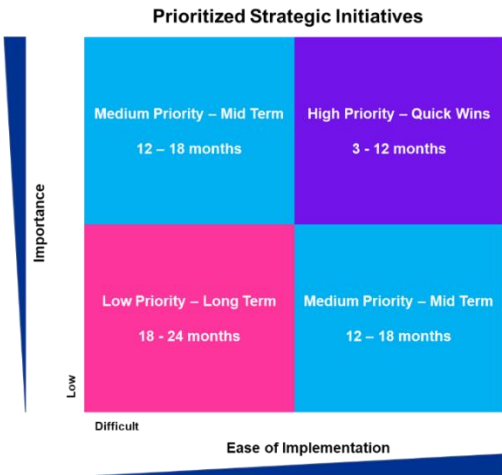 Prioritized Strategic Initiatives
Medium Priority – Mid Term
12 – 18 months
High Priority – Quick Wins
3 - 12 months
Importance
Low Priority – Long Term
18 - 24 months
Medium Priority – Mid Term
12 – 18 months
Low
Difficult
Ease of Implementation